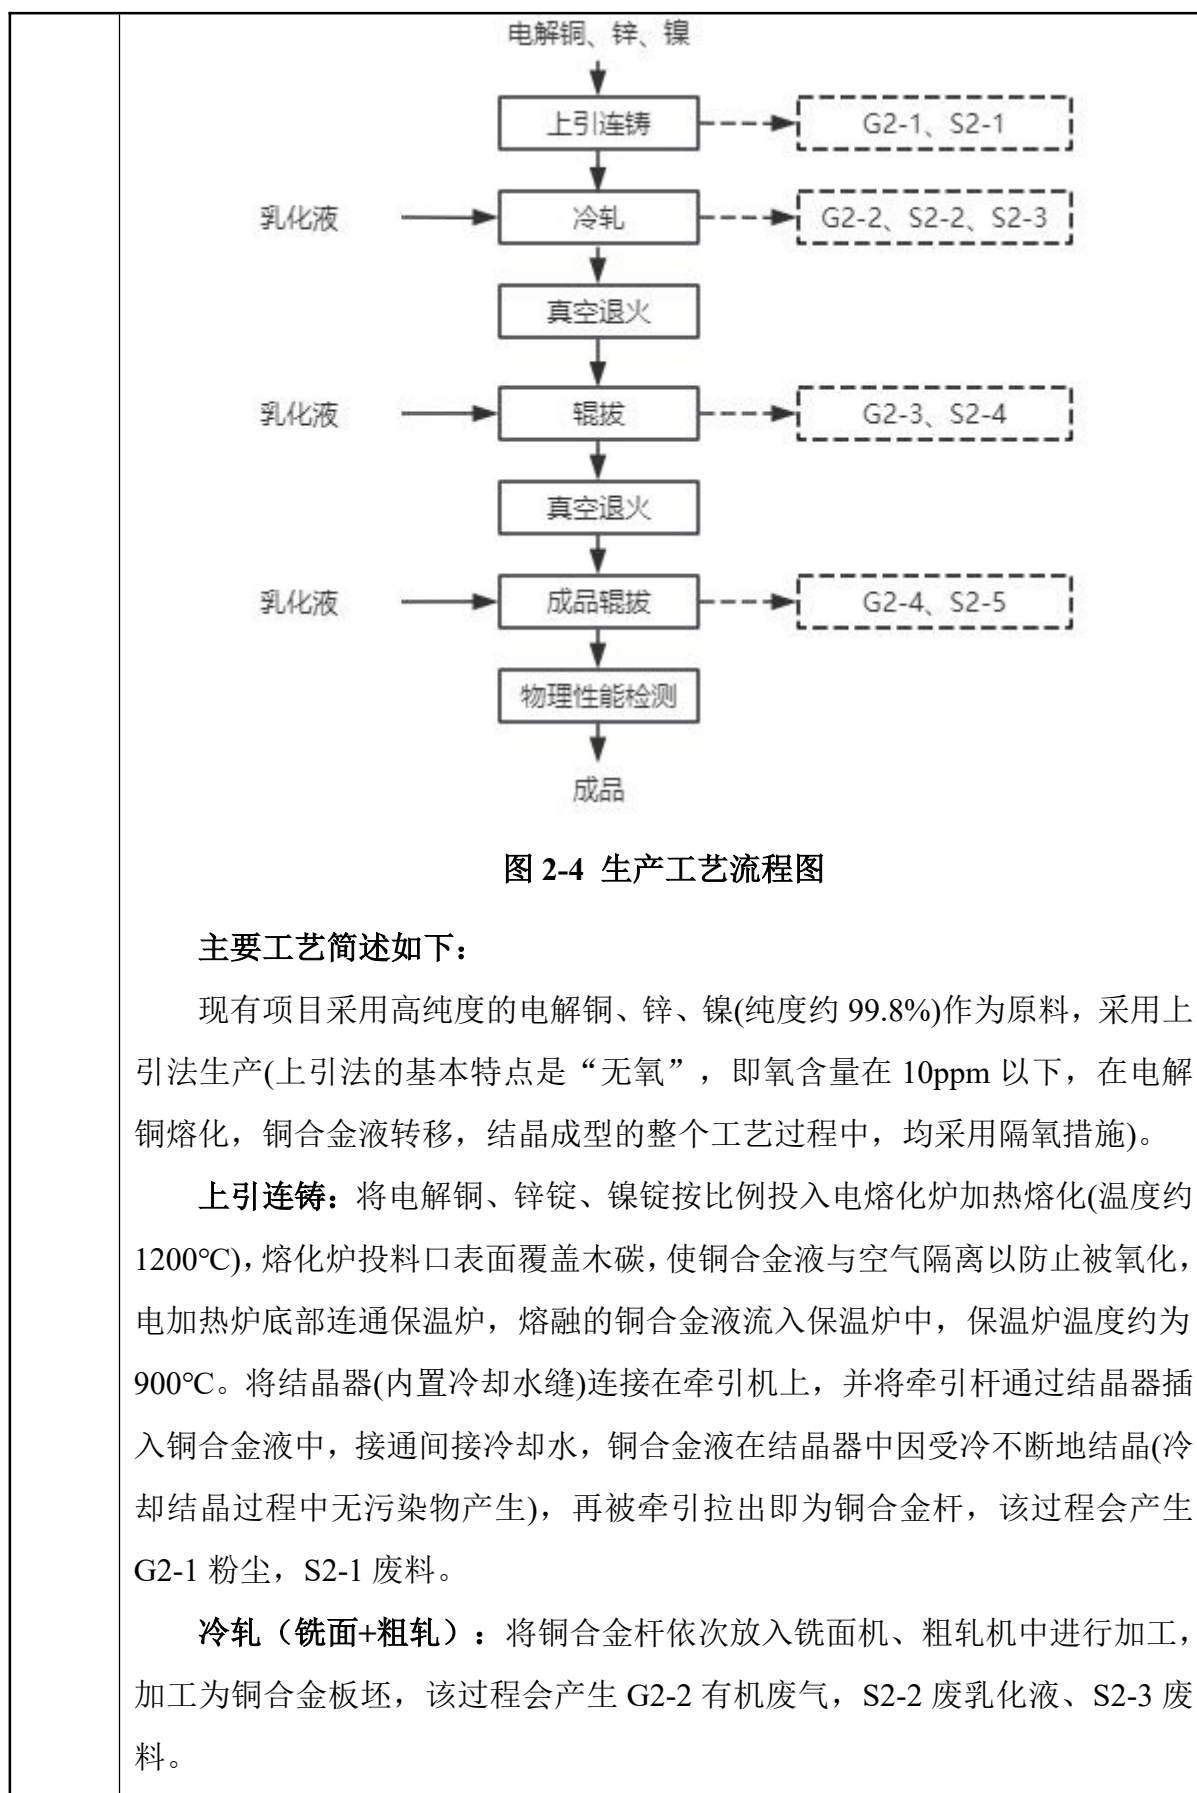 电解铜、锌、镍
上引连铸
G2-1、S2-1
乳化液
冷轧
G2-2、S2-2、S2-3
真空退火
乳化液
辊拔
G2-3、S2-4
真空退火
乳化液
成品辊拔
G2-4、S2-5
物理性能检测
成品
图 2-4 生产工艺流程图
主要工艺简述如下：
现有项目采用高纯度的电解铜、锌、镍(纯度约 99.8%)作为原料，采用上
引法生产(上引法的基本特点是“无氧”，即氧含量在 10ppm 以下，在电解
铜熔化，铜合金液转移，结晶成型的整个工艺过程中，均采用隔氧措施)。
上引连铸：将电解铜、锌锭、镍锭按比例投入电熔化炉加热熔化(温度约
1200°C)，熔化炉投料口表面覆盖木碳，使铜合金液与空气隔离以防止被氧化，
电加热炉底部连通保温炉，熔融的铜合金液流入保温炉中，保温炉温度约为
900°C。将结晶器(内置冷却水缝)连接在牵引机上，并将牵引杆通过结晶器插
入铜合金液中，接通间接冷却水，铜合金液在结晶器中因受冷不断地结晶(冷
却结晶过程中无污染物产生)，再被牵引拉出即为铜合金杆，该过程会产生
G2-1 粉尘，S2-1 废料。
冷轧（铣面+粗轧）：将铜合金杆依次放入铣面机、粗轧机中进行加工，
加工为铜合金板坯，该过程会产生 G2-2 有机废气，S2-2 废乳化液、S2-3 废
料。